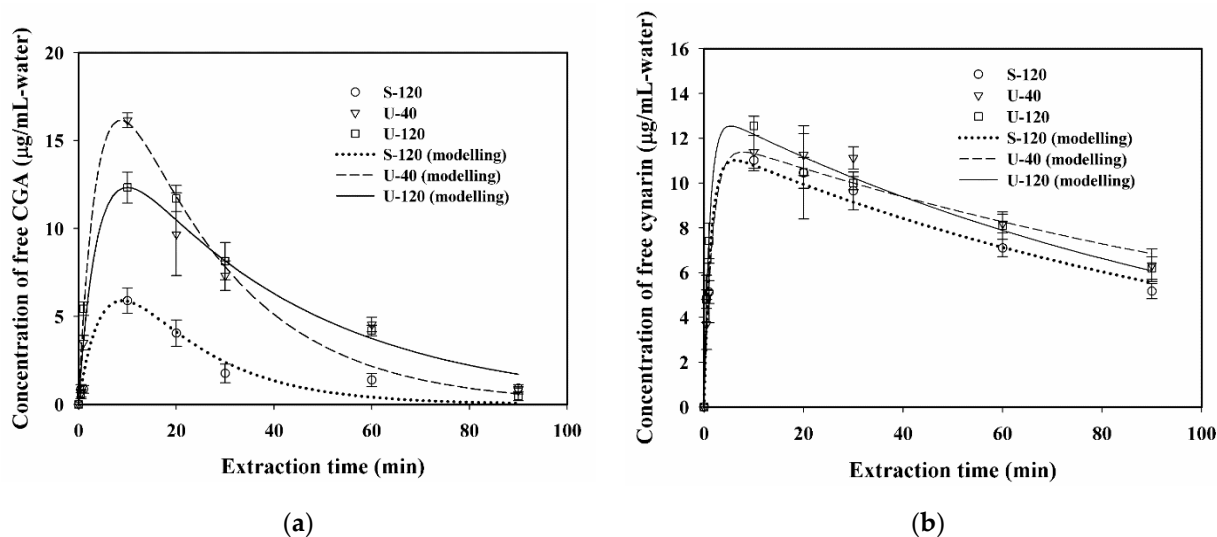 Concentration of free CGA (µg/mL-water)
20
15
10
5
0
S-120
U-40
U-120
S-120 (modelling)
U-40 (modelling)
U-120 (modelling)
0 20 40 60 80 100
Extraction time (min)
(a)
Concentration of free cynarin (µg/mL-water)
16
14
12
10
8
6
4
2
0
S-120
U-40
U-120
S-120 (modelling)
U-40 (modelling)
U-120 (modelling)
0 20 40 60 80 100
Extraction time (min)
(b)